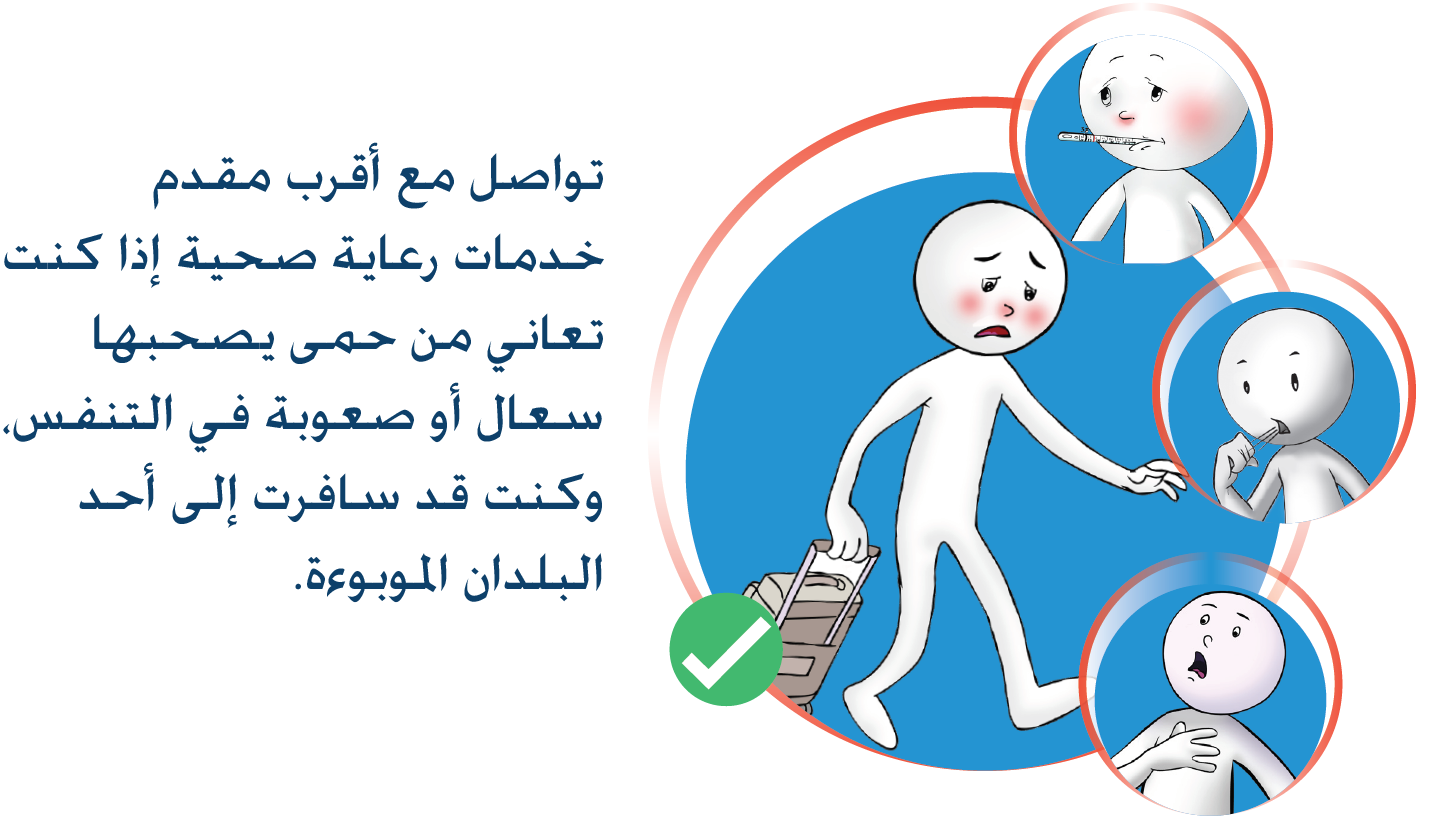 تواصل مع أقرب مقدم
خدمات رعاية صحية إذا كنت
تعاني من حمى يصحبها
سعال أو صعوبة في التنفس،
وكنت قد سافرت إلى أحد
البلدان الموبوءة.